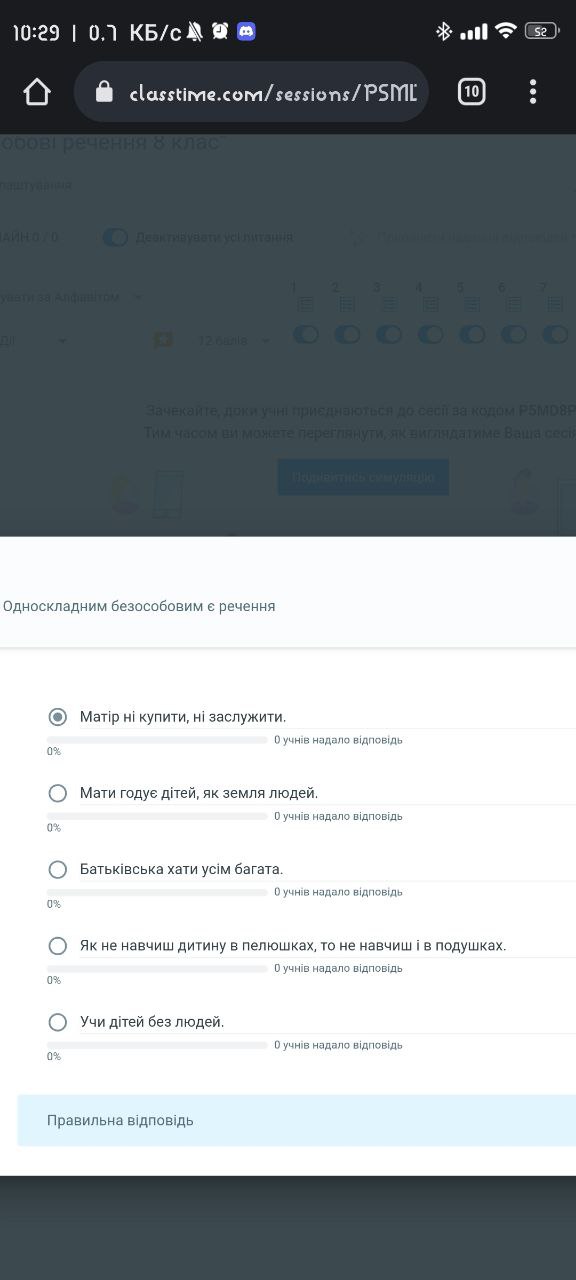 10:29 | 0.7 КБ/с 52
classtime.com/sessions/P5ML 10
обові речення 8 клас"
лаштування
ЛАЙН 0 / 0 Деактивувати усі питання
увати за Алфавітом 1 2 3 4 5 6 7
12 балів
Зачекайте, доки учні приєднаються до сесії за кодом P5MD8P
Тим часом ви можете переглянути, як виглядатиме Ваша сесія
Подивитись симуляцію
Односкладним безособовим є речення
Матір ні купити, ні заслужити.
0 учнів надало відповідь
0%
Мати годує дітей, як земля людей.
0 учнів надало відповідь
0%
Батьківська хати усім багата.
0 учнів надало відповідь
0%
Як не навчиш дитину в пелюшках, то не навчиш і в подушках.
0 учнів надало відповідь
0%
Учи дітей без людей.
0 учнів надало відповідь
0%
Правильна відповідь